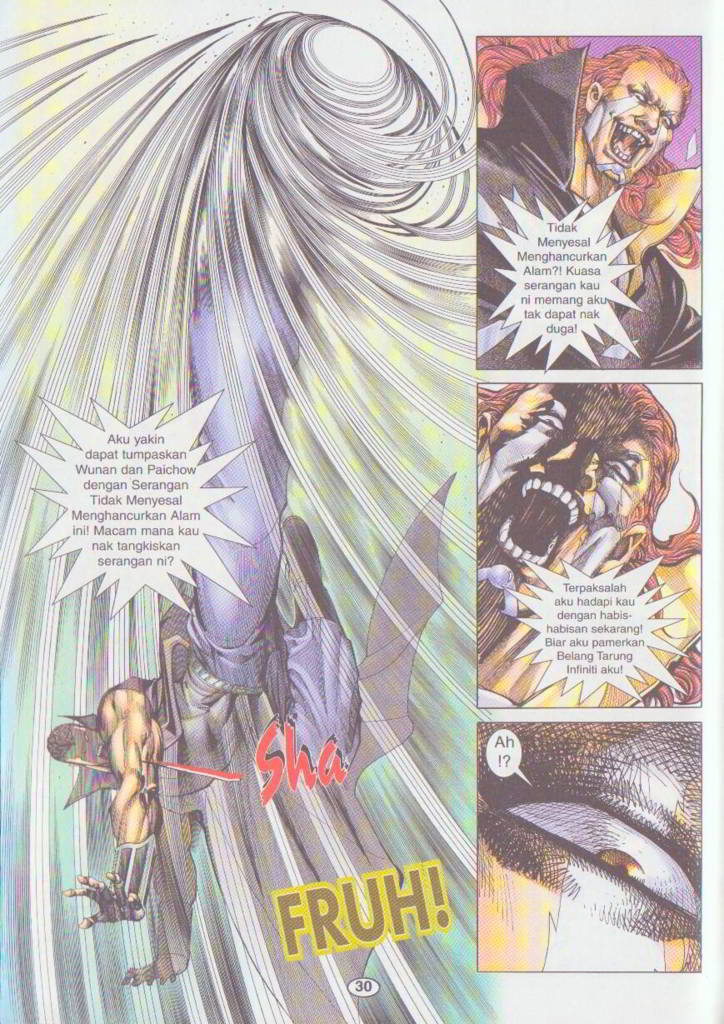 Aku yakin
dapat tumpaskan
Wunan dan Paichow
dengan Serangan
Tidak Menyesal
Menghancurkan Alam
ini! Macam mana kau
nak tangkiskan
serangan ni?
Sha
FRUH!
Tidak
Menyesal
Menghancurkan
Alam?! Kuasa
serangan kau
ni memang aku
tak dapat nak
duga!
Terpaksalah
aku hadapi kau
dengan habis-
habisan sekarang!
Biar aku pamerkan
Belang Tarung
Infiniti aku!
Ah
!?
30